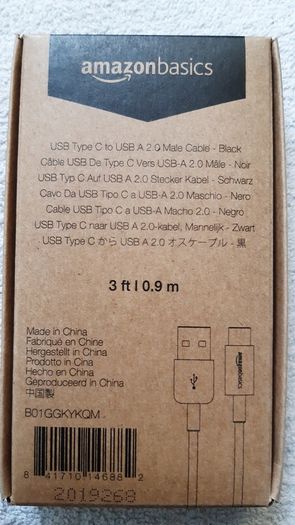 amazonbasics
USB Type C to USB A 2.0 Male Cable - Black
Câble USB De Type C Vers USB-A 2.0 Mâle - Noir
USB Typ C Auf USB A 2.0 Stecker Kabel - Schwarz
Cavo Da USB Tipo C a USB-A Maschio - Nero
Cable USB Tipo C a USB-A Macho 2.0 - Negro
USB Type C naar USB A 2.0-kabel, Mannelijk - Zwart
USB Type C から USB A 2.0 オスケーブル - 黒
3 ft | 0.9 m
Made in China
Fabriqué en Chine
Hergestellt in China
Prodotto in Cina
Hecho en China
Geproduceerd in China
中国製
B01GGKYKQM
amazonbasics
8 41710 14688 2
2019268